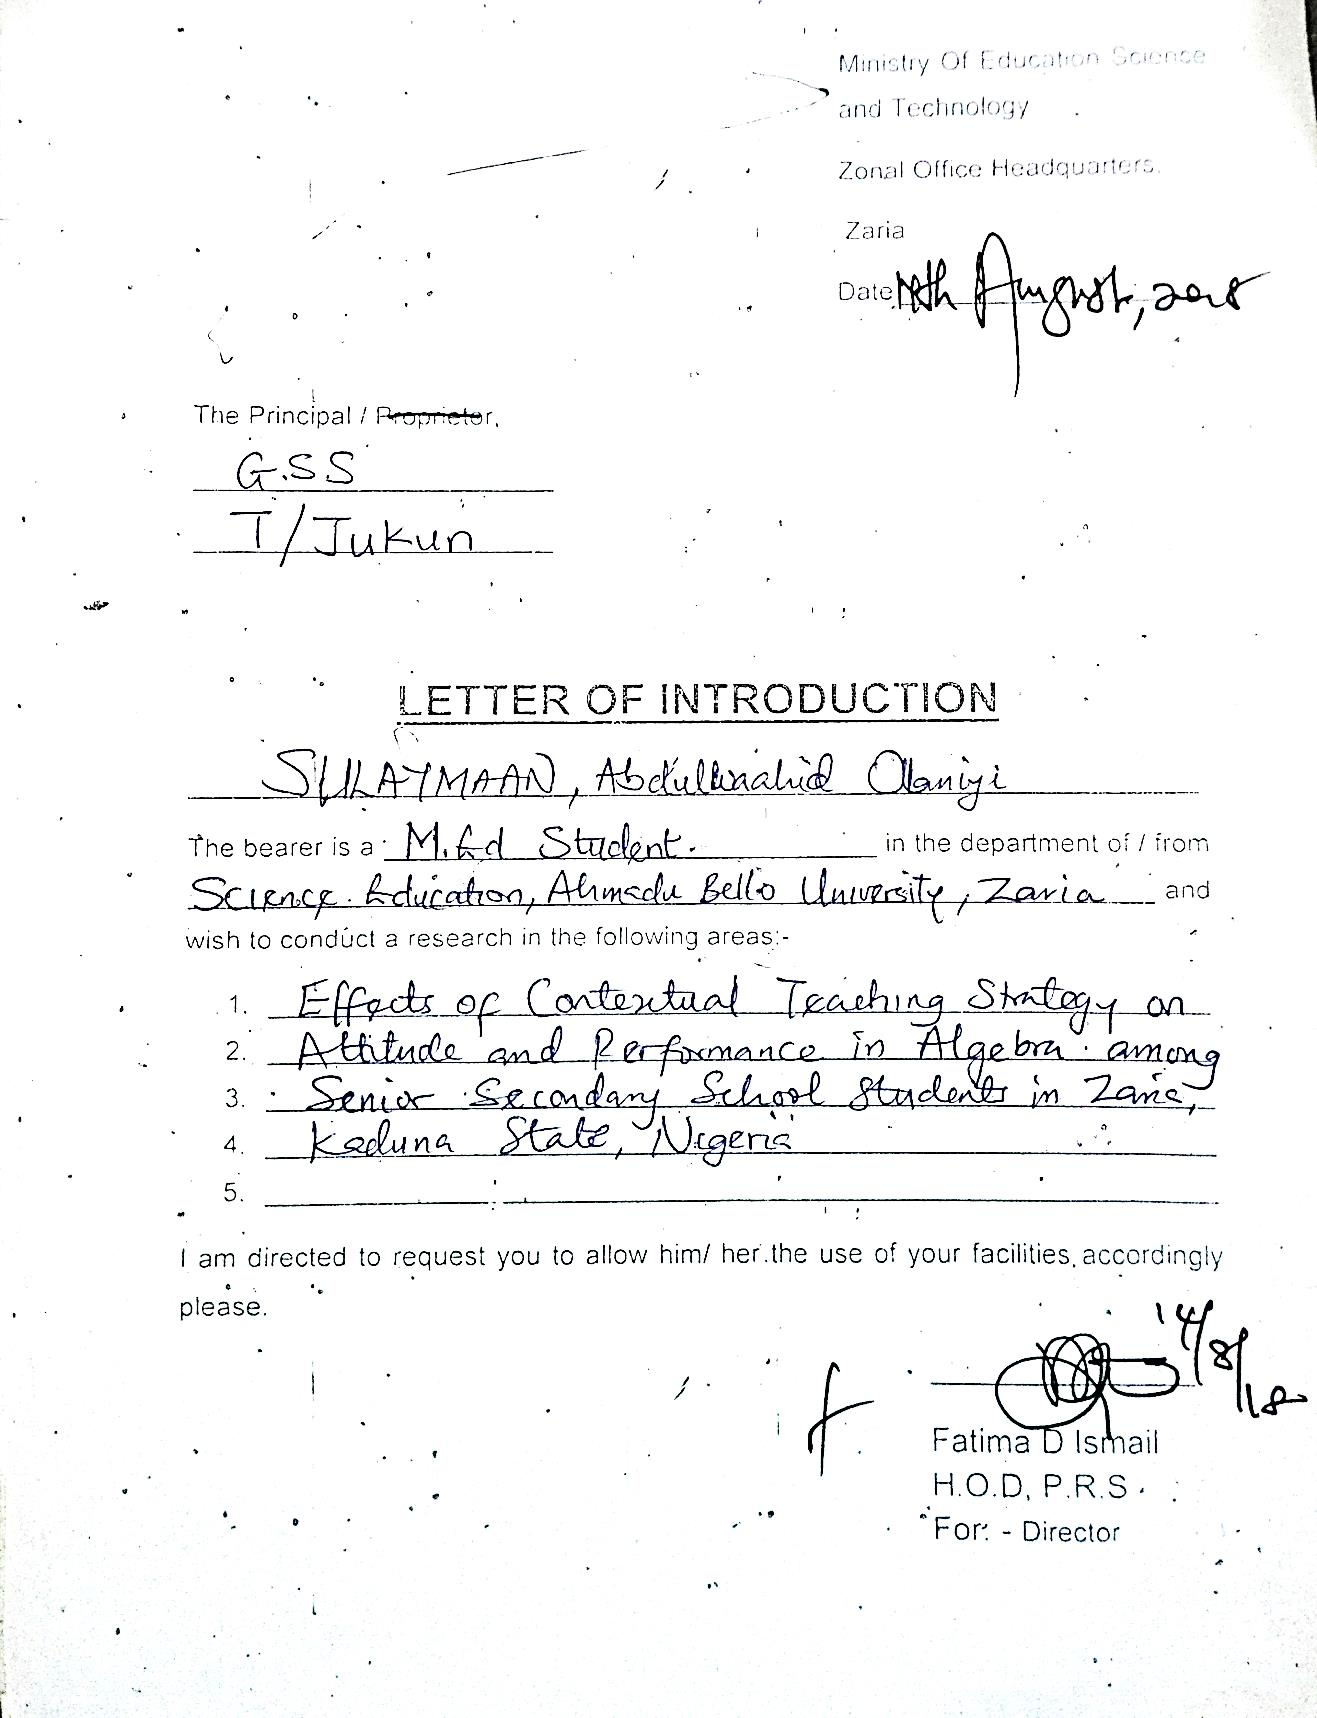 Ministry Of Education Science
and Technology
Zonal Office Headquarters.
Zaria
Date August, 2018
The Principal / Proprietor,
G.SS
T/Jukun
LETTER OF INTRODUCTION
SULAYMAAN, Abdulwaahid Olaniyi
The bearer is a M.Ed Student. in the department of / from
Science Education, Ahmadu Bello University, Zaria and
wish to conduct a research in the following areas:-
1. Effects of Contextual Teaching Strategy on
2. Attitude and Performance in Algebra among
3. Senior Secondary School Students in Zaria,
4. Kaduna State, Nigeria
5.
I am directed to request you to allow him/ her the use of your facilities, accordingly
please.
14/8/18
Fatima D Ismail
H.O.D, P.R.S
For: - Director